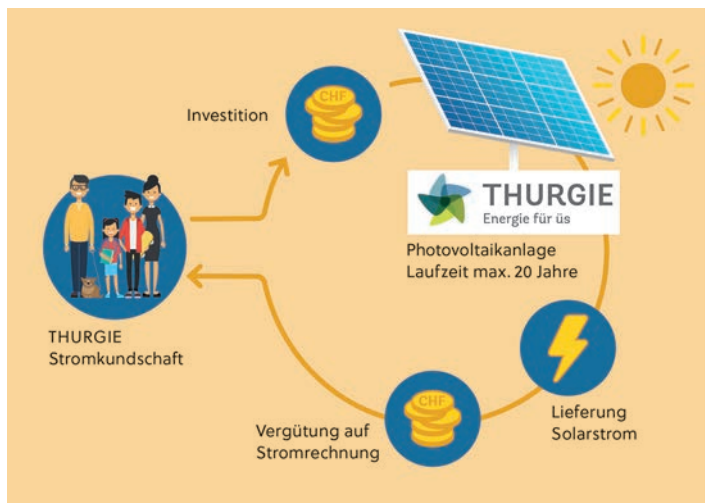 CHF
Investition
THURGIE
Energie für üs
Photovoltaikanlage
Laufzeit max. 20 Jahre
THURGIE
Stromkundschaft
Lieferung
Solarstrom
CHF
Vergütung auf
Stromrechnung